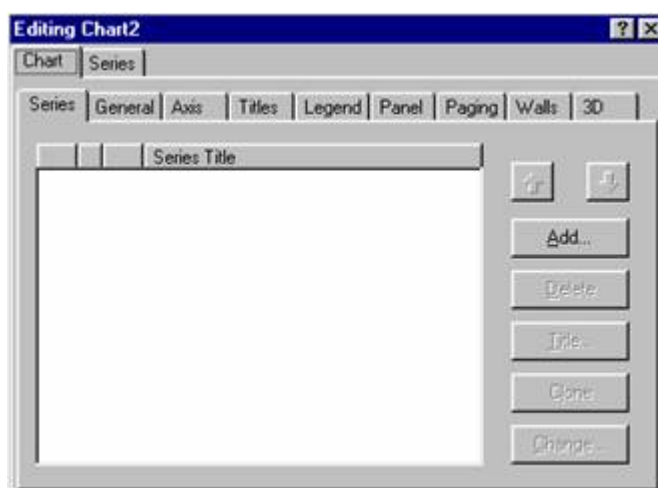 Editing Chart2
Chart Series
Series General Axis Titles Legend Panel Paging Walls 3D
Series Title
Add...
Delete
Title...
Clone
Change...